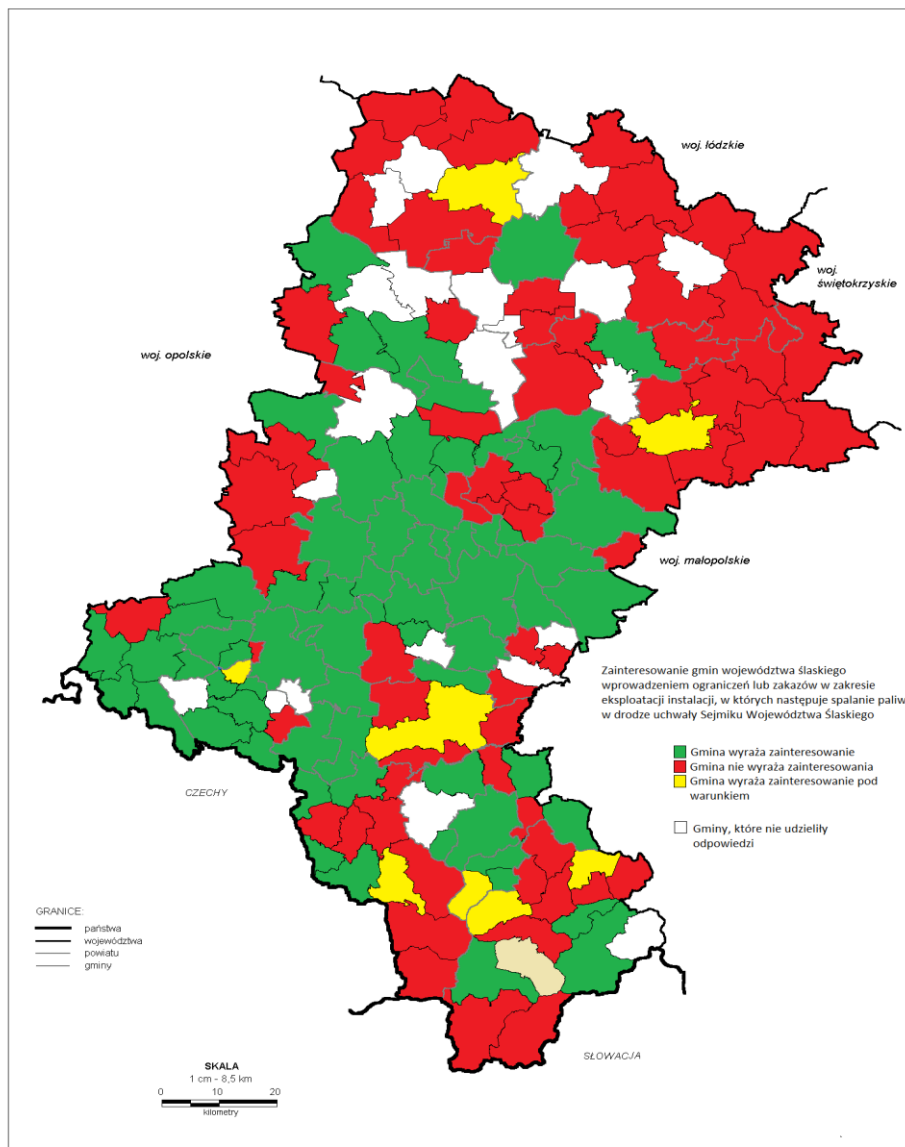 woj. łódzkie
woj.
świętokrzyskie
woj. opolskie
woj. małopolskie
Zainteresowanie gmin województwa śląskiego
wprowadzeniem ograniczeń lub zakazów w zakresie
eksploatacji instalacji, w których następuje spalanie paliw
w drodze uchwały Sejmiku Województwa Śląskiego
Gmina wyraża zainteresowanie
Gmina nie wyraża zainteresowania
Gmina wyraża zainteresowanie pod
warunkiem
Gminy, które nie udzieliły
odpowiedzi
CZECHY
GRANICE:
państwa
województwa
powiatu
gminy
SŁOWACJA
SKALA
1 cm - 8,5 km
0 10 20
kilometry